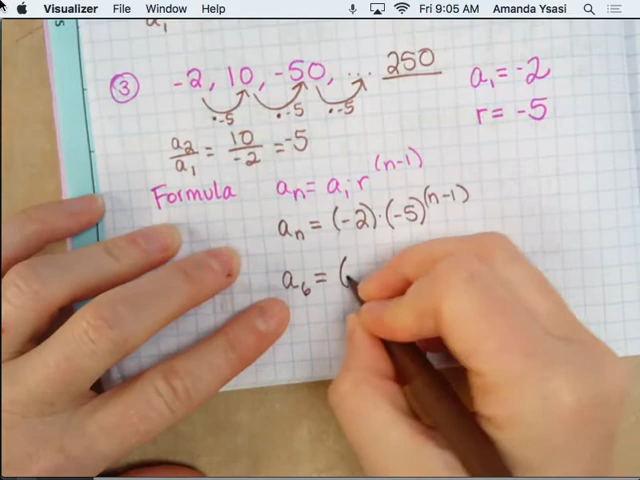 Visualizer File Window Help Fri 9:05 AM Amanda Ysasi
a₁
③ -2, 10, -50, ... 250
·-5 ·-5 ·-5
a₁ = -2
r = -5
a₂/a₁ = 10/-2 = -5
Formula aₙ = a₁·r^(n-1)
aₙ = (-2)·(-5)^(n-1)
a₆ = (